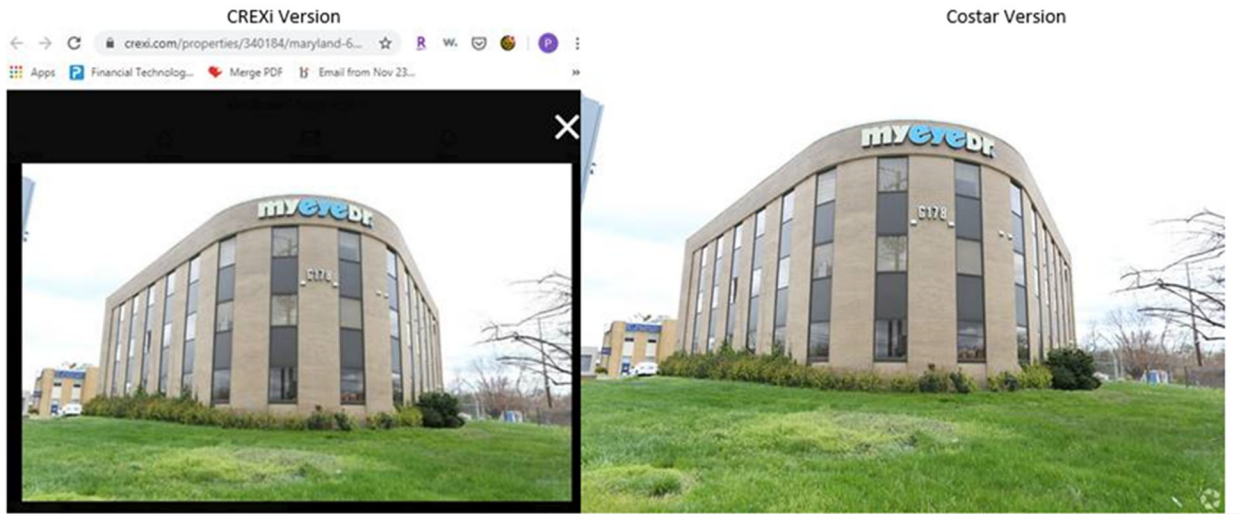 CREXi Version
Costar Version
crexi.com/properties/340184/maryland-6...
R
w.
P
Apps
Financial Technolog...
Merge PDF
Email from Nov 23...
»
myeyeDr.
6178
myeyeDr.
6178